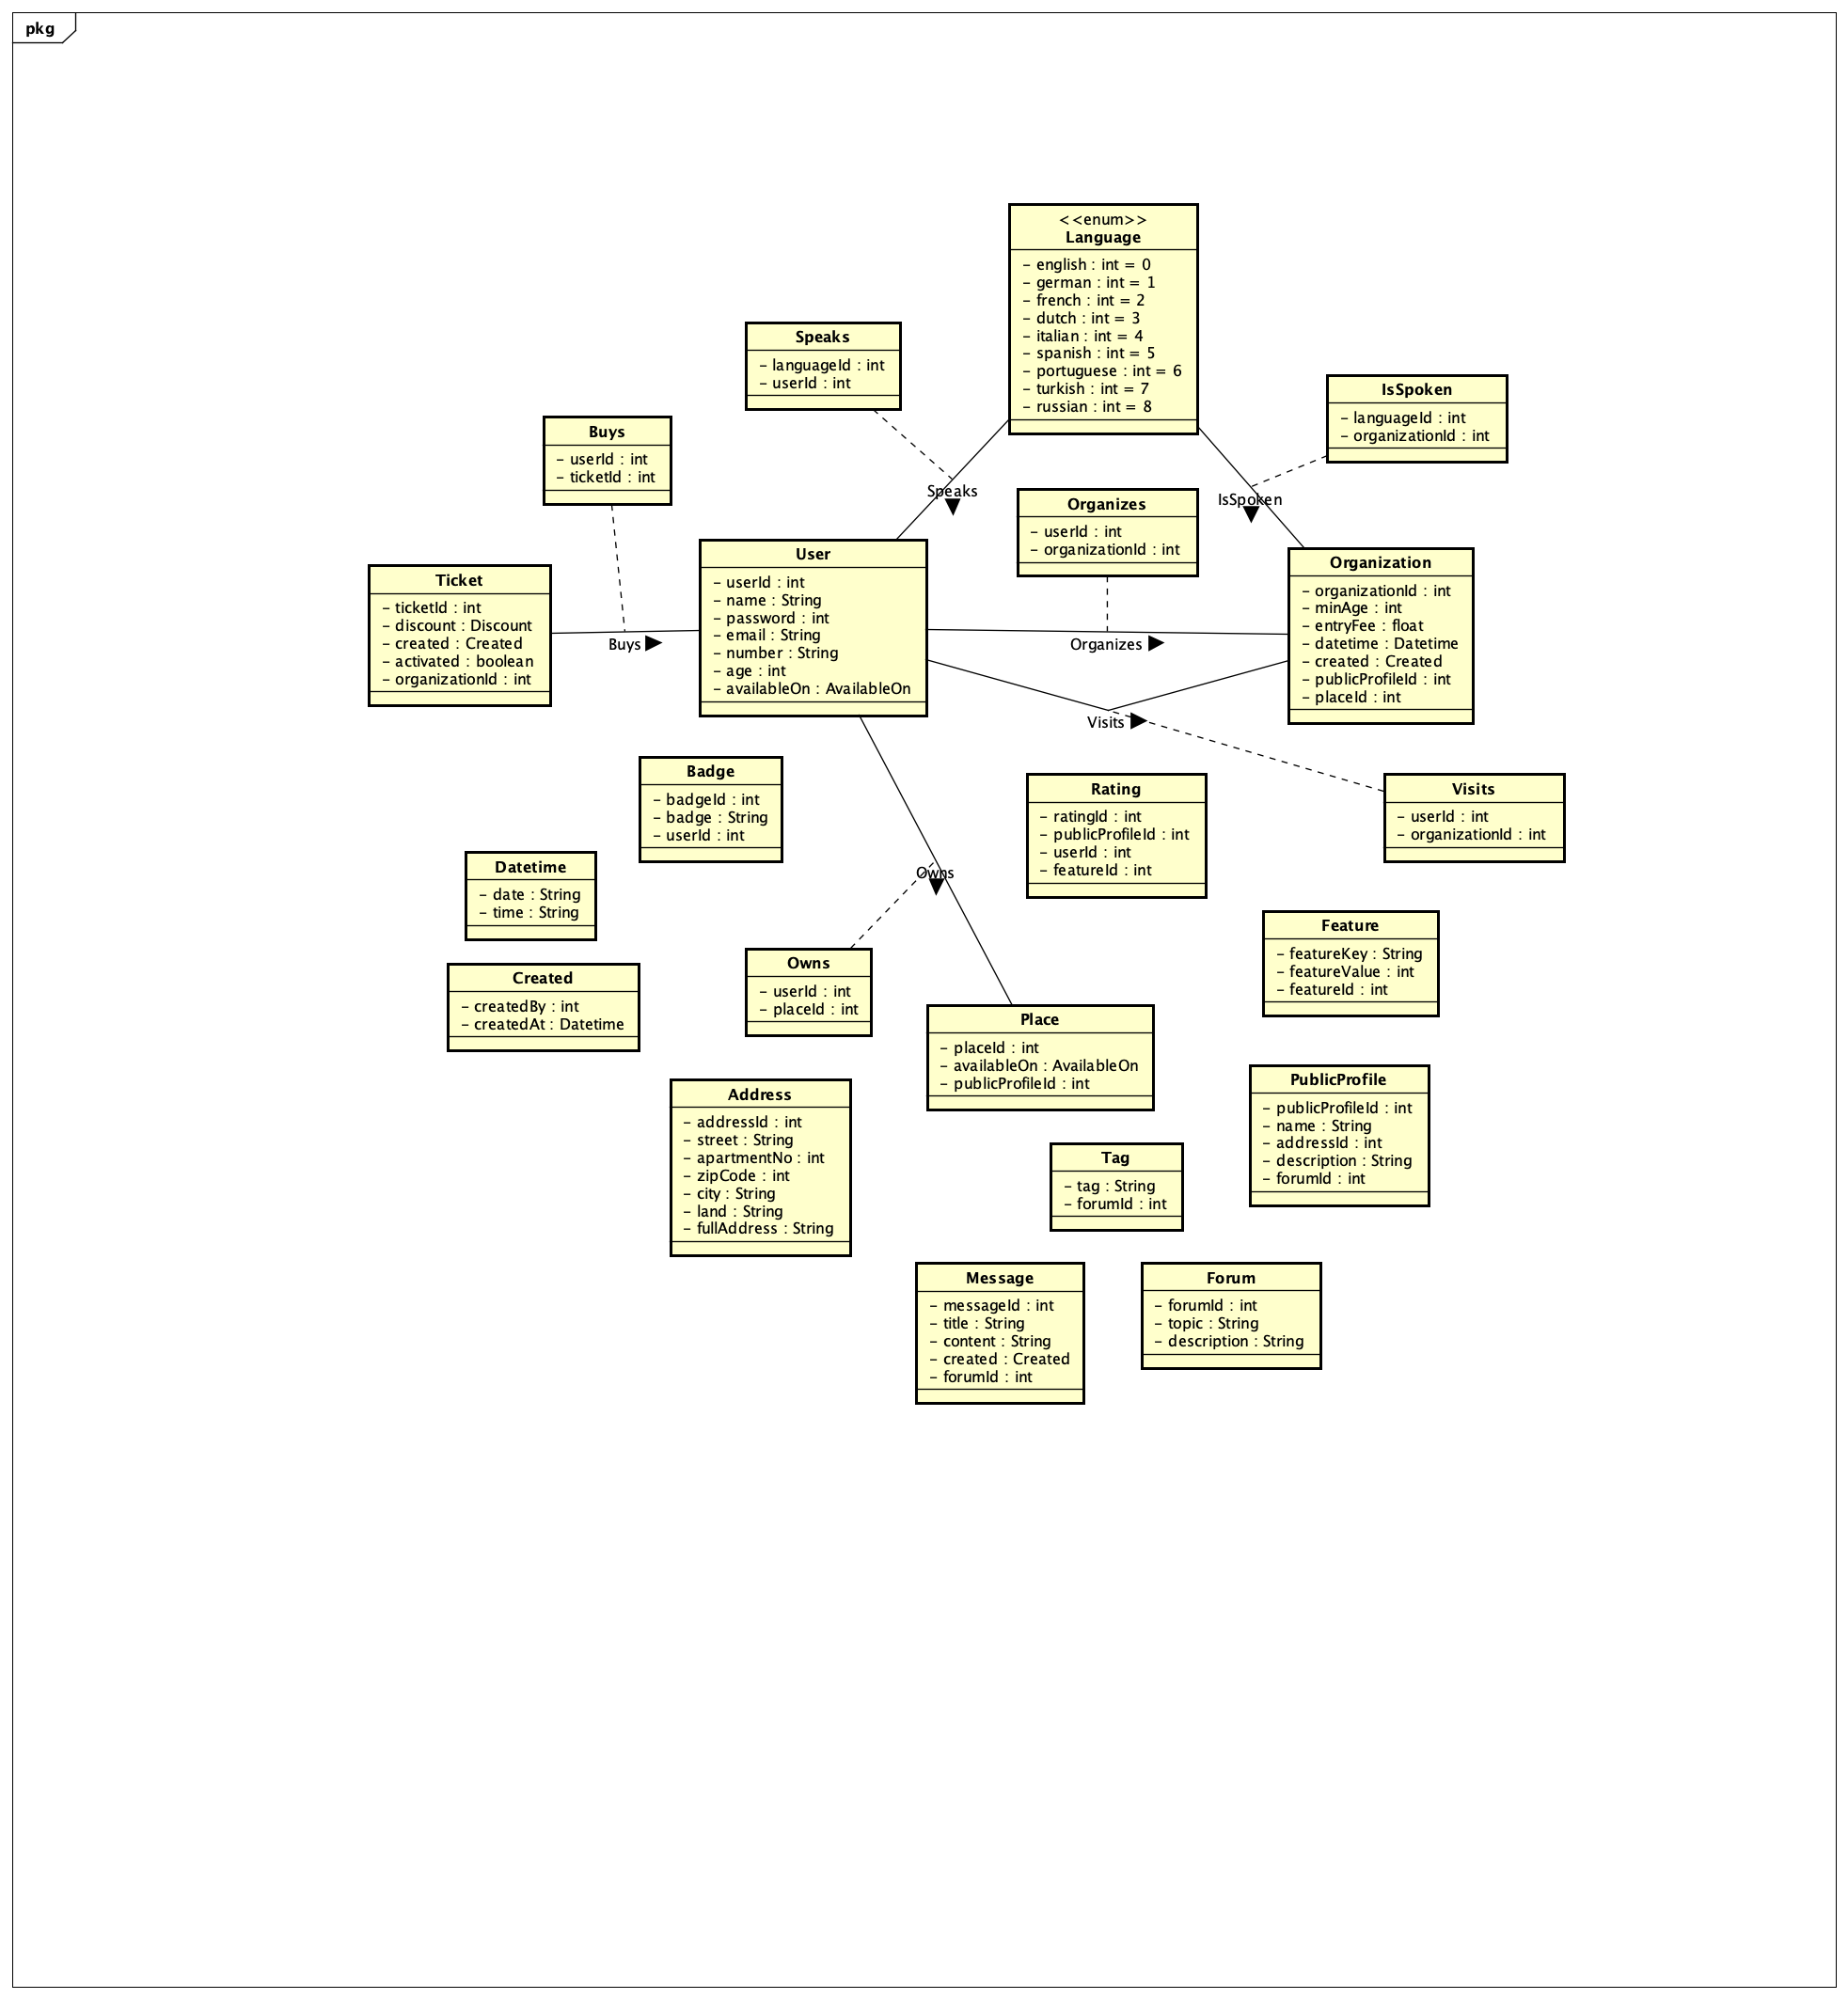 pkg
<<enum>>
Language
- english : int = 0
- german : int = 1
- french : int = 2
- dutch : int = 3
- italian : int = 4
- spanish : int = 5
- portuguese : int = 6
- turkish : int = 7
- russian : int = 8
Speaks
- languageId : int
- userId : int
IsSpoken
- languageId : int
- organizationId : int
Buys
- userId : int
- ticketId : int
Speaks
IsSpoken
Organizes
- userId : int
- organizationId : int
User
- userId : int
- name : String
- password : int
- email : String
- number : String
- age : int
- availableOn : AvailableOn
Organization
- organizationId : int
- minAge : int
- entryFee : float
- datetime : Datetime
- created : Created
- publicProfileId : int
- placeId : int
Ticket
- ticketId : int
- discount : Discount
- created : Created
- activated : boolean
- organizationId : int
Buys
Organizes
Visits
Badge
- badgeId : int
- badge : String
- userId : int
Rating
- ratingId : int
- publicProfileId : int
- userId : int
- featureId : int
Visits
- userId : int
- organizationId : int
Datetime
- date : String
- time : String
Owns
Feature
- featureKey : String
- featureValue : int
- featureId : int
Owns
- userId : int
- placeId : int
Created
- createdBy : int
- createdAt : Datetime
Place
- placeId : int
- availableOn : AvailableOn
- publicProfileId : int
PublicProfile
- publicProfileId : int
- name : String
- addressId : int
- description : String
- forumId : int
Address
- addressId : int
- street : String
- apartmentNo : int
- zipCode : int
- city : String
- land : String
- fullAddress : String
Tag
- tag : String
- forumId : int
Message
- messageId : int
- title : String
- content : String
- created : Created
- forumId : int
Forum
- forumId : int
- topic : String
- description : String